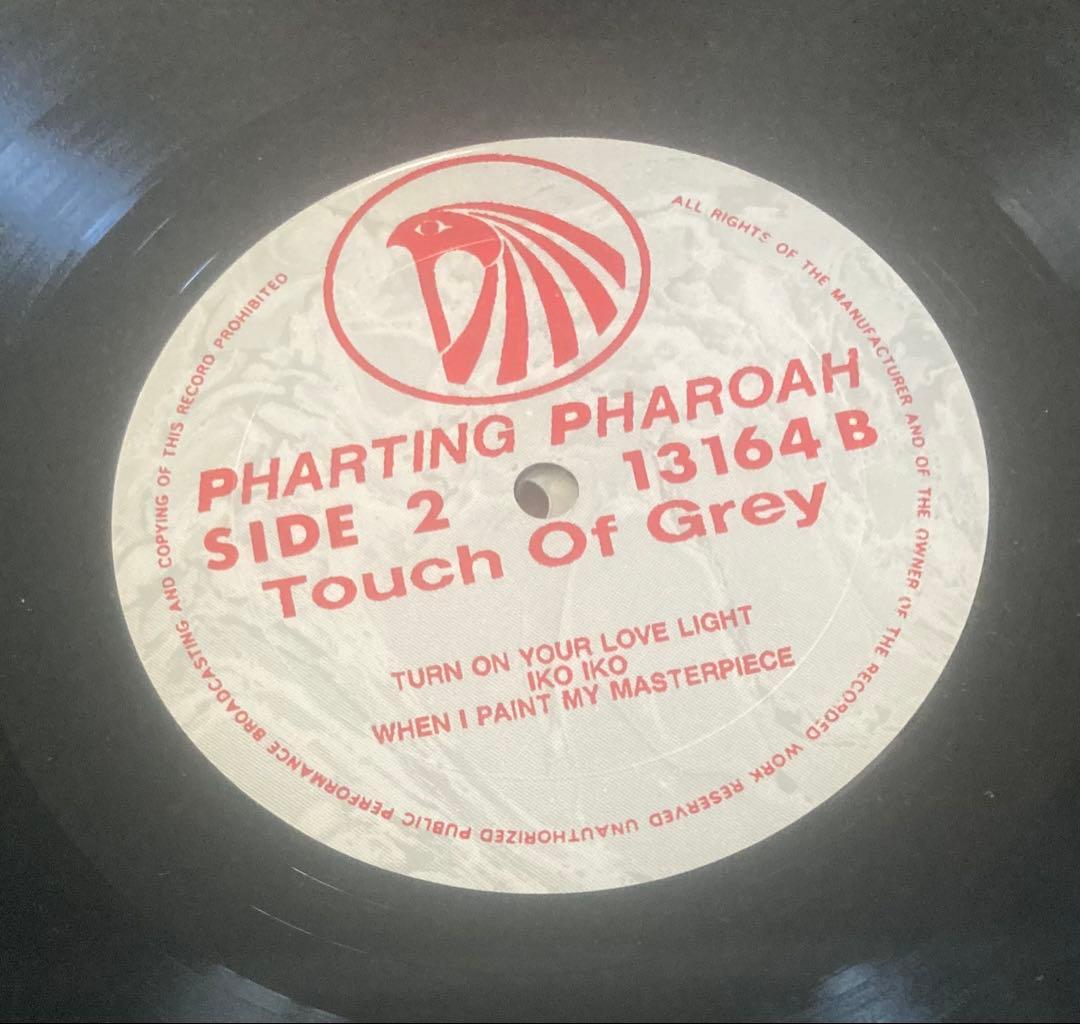 PHARTING PHAROAH
SIDE 2 13164 B
Touch Of Grey
TURN ON YOUR LOVE LIGHT
IKO IKO
WHEN I PAINT MY MASTERPIECE
ALL RIGHTS OF THE MANUFACTURER AND OF THE OWNER OF THE RECORDED WORK RESERVED UNAUTHORIZED PUBLIC PERFORMANCE BROADCASTING AND COPYING OF THIS RECORD PROHIBITED